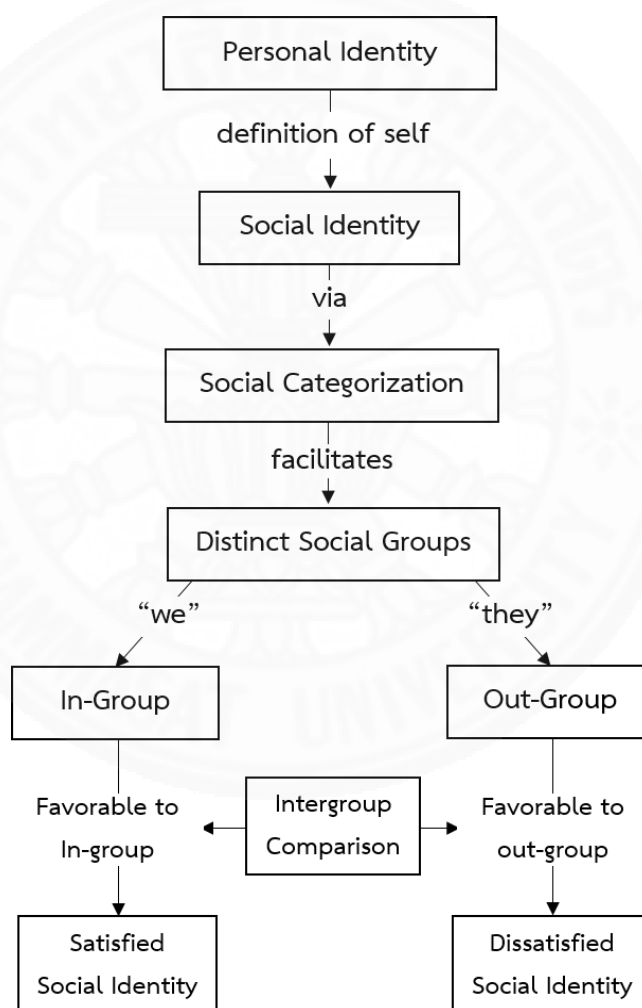 Personal Identity
definition of self
Social Identity
via
Social Categorization
facilitates
Distinct Social Groups
“we”
“they”
In-Group
Out-Group
Favorable to
In-group
Intergroup
Comparison
Favorable to
out-group
Satisfied
Social Identity
Dissatisfied
Social Identity
UNIVERSITY